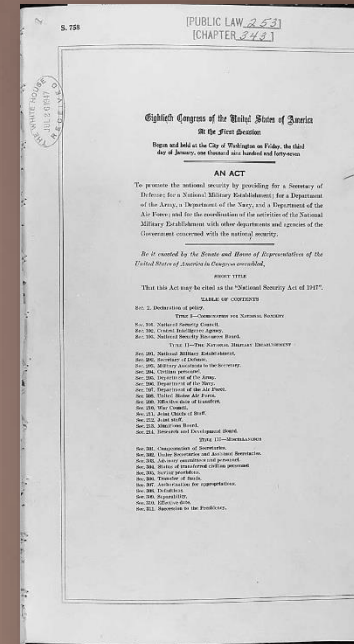 S. 758
[PUBLIC LAW 253]
[CHAPTER 343]
THE WHITE HOUSE
JUL 26 1947
RECEIVED
Eightieth Congress of the United States of America
At the First Session
Begun and held at the City of Washington on Friday, the third
day of January, one thousand nine hundred and forty-seven
AN ACT
To promote the national security by providing for a Secretary of
Defense; for a National Military Establishment; for a Department
of the Army, a Department of the Navy, and a Department of the
Air Force; and for the coordination of the activities of the National
Military Establishment with other departments and agencies of the
Government concerned with the national security.
Be it enacted by the Senate and House of Representatives of the
United States of America in Congress assembled,
SHORT TITLE
That this Act may be cited as the "National Security Act of 1947".
TABLE OF CONTENTS
Sec. 2. Declaration of policy.
Title I—Coordination for National Security
Sec. 101. National Security Council.
Sec. 102. Central Intelligence Agency.
Sec. 103. National Security Resources Board.
Title II—The National Military Establishment
Sec. 201. National Military Establishment.
Sec. 202. Secretary of Defense.
Sec. 203. Military Assistants to the Secretary.
Sec. 204. Civilian personnel.
Sec. 205. Department of the Army.
Sec. 206. Department of the Navy.
Sec. 207. Department of the Air Force.
Sec. 208. United States Air Force.
Sec. 209. Effective date of transfers.
Sec. 210. War Council.
Sec. 211. Joint Chiefs of Staff.
Sec. 212. Joint staff.
Sec. 213. Munitions Board.
Sec. 214. Research and Development Board.
Title III—Miscellaneous
Sec. 301. Compensation of Secretaries.
Sec. 302. Under Secretaries and Assistant Secretaries.
Sec. 303. Advisory committees and personnel.
Sec. 304. Status of transferred civilian personnel.
Sec. 305. Saving provisions.
Sec. 306. Transfer of funds.
Sec. 307. Authorization for appropriations.
Sec. 308. Definitions.
Sec. 309. Separability.
Sec. 310. Effective date.
Sec. 311. Succession to the Presidency.